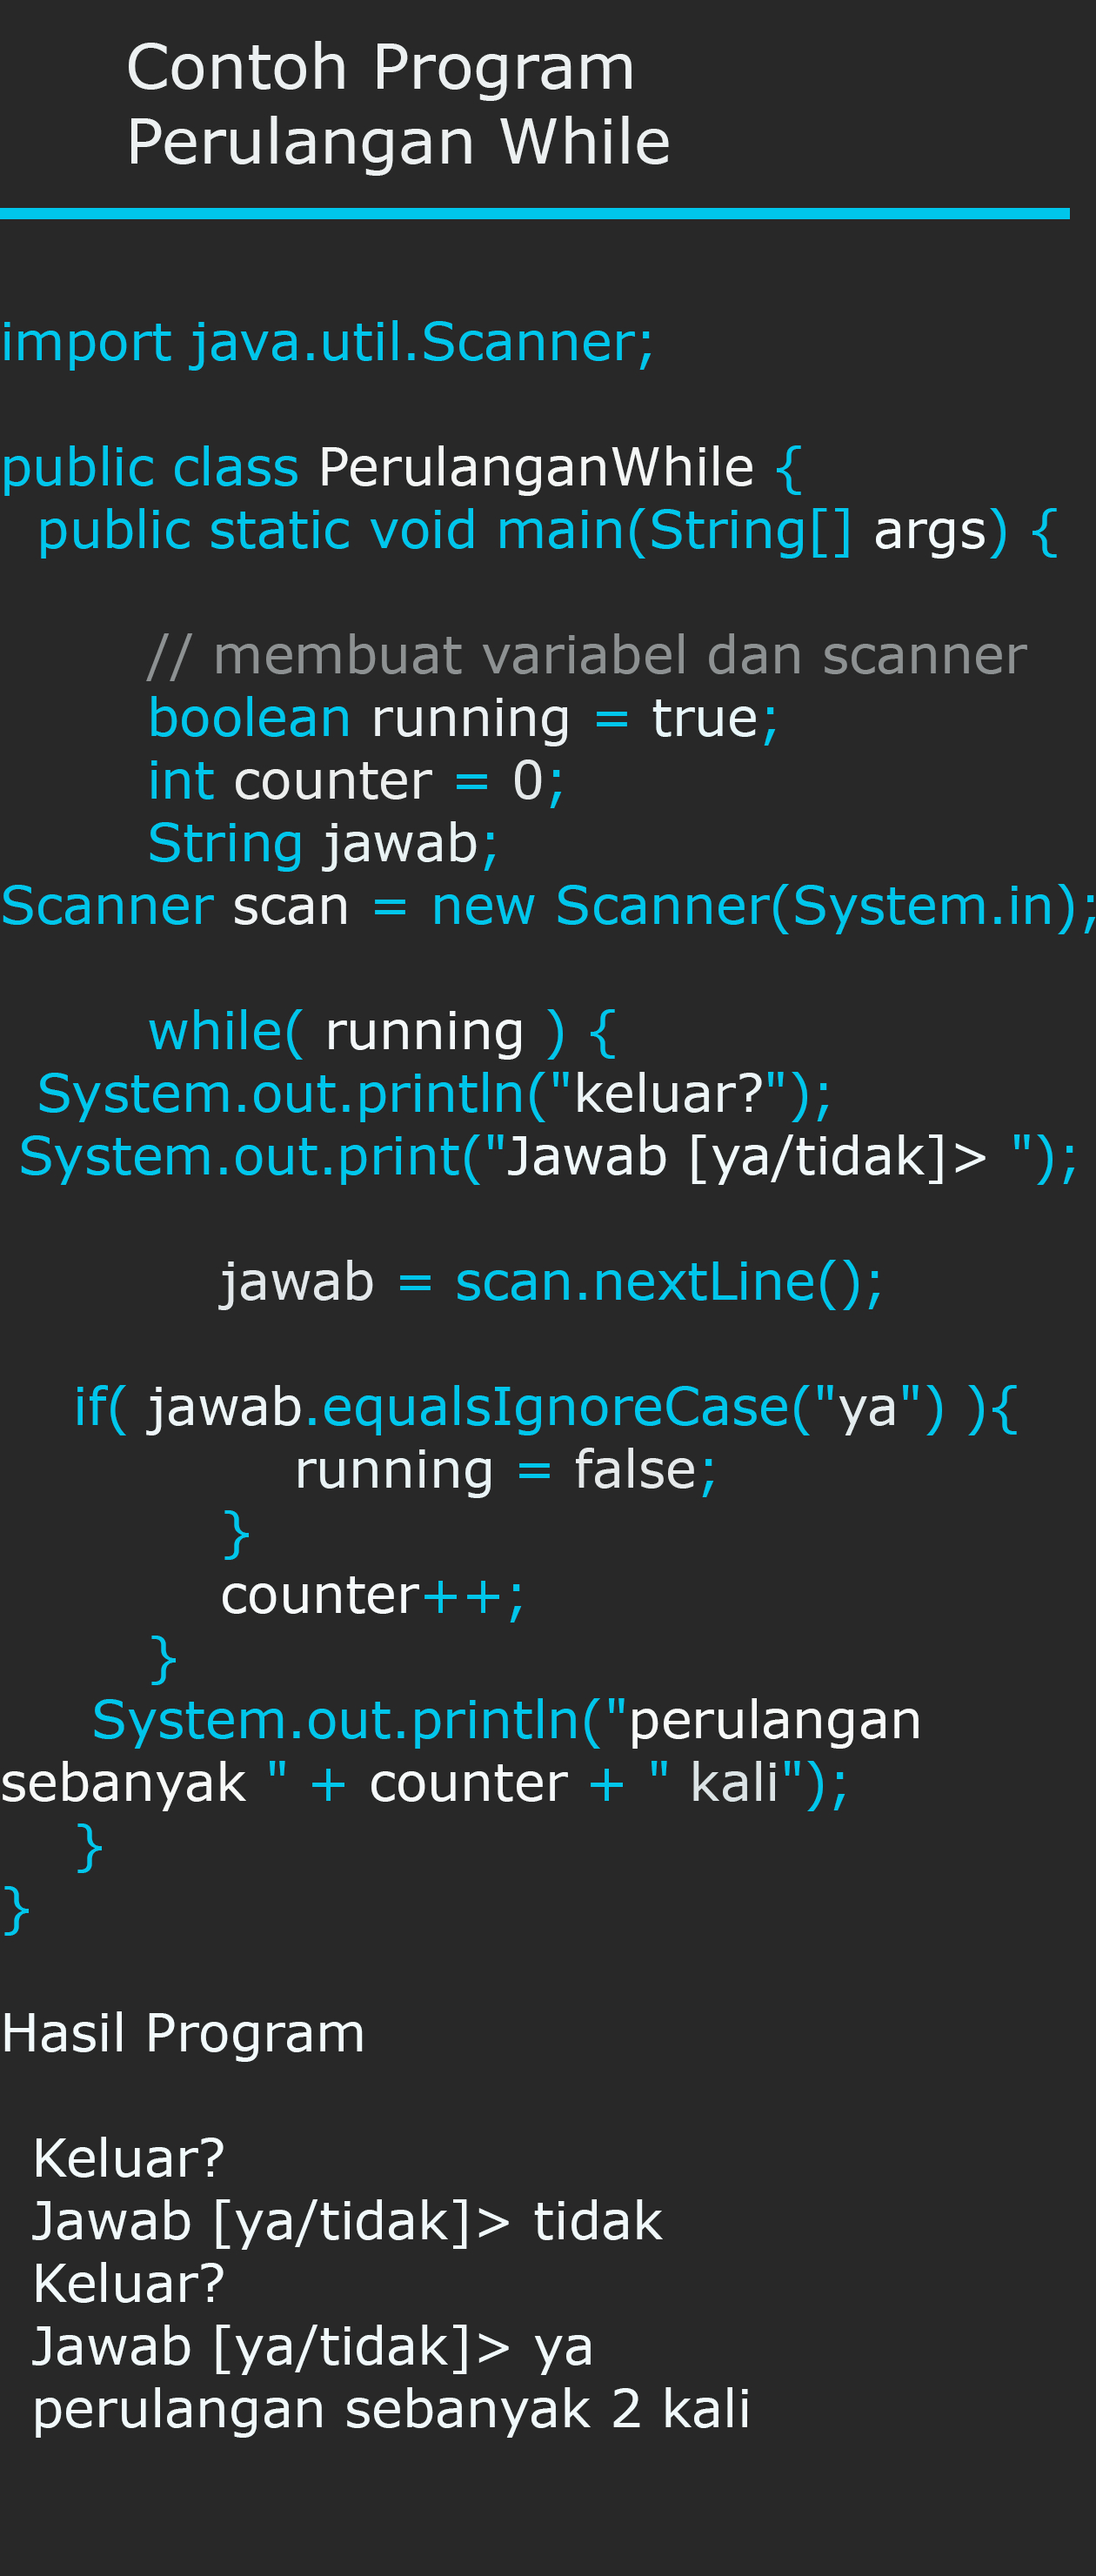 Contoh Program
Perulangan While
import java.util.Scanner;
public class PerulanganWhile {
public static void main(String[] args) {
// membuat variabel dan scanner
boolean running = true;
int counter = 0;
String jawab;
Scanner scan = new Scanner(System.in);
while( running ) {
System.out.println("keluar?");
System.out.print("Jawab [ya/tidak]> ");
jawab = scan.nextLine();
if( jawab.equalsIgnoreCase("ya") ){
running = false;
}
counter++;
}
System.out.println("perulangan
sebanyak " + counter + " kali");
}
}
Hasil Program
Keluar?
Jawab [ya/tidak]> tidak
Keluar?
Jawab [ya/tidak]> ya
perulangan sebanyak 2 kali